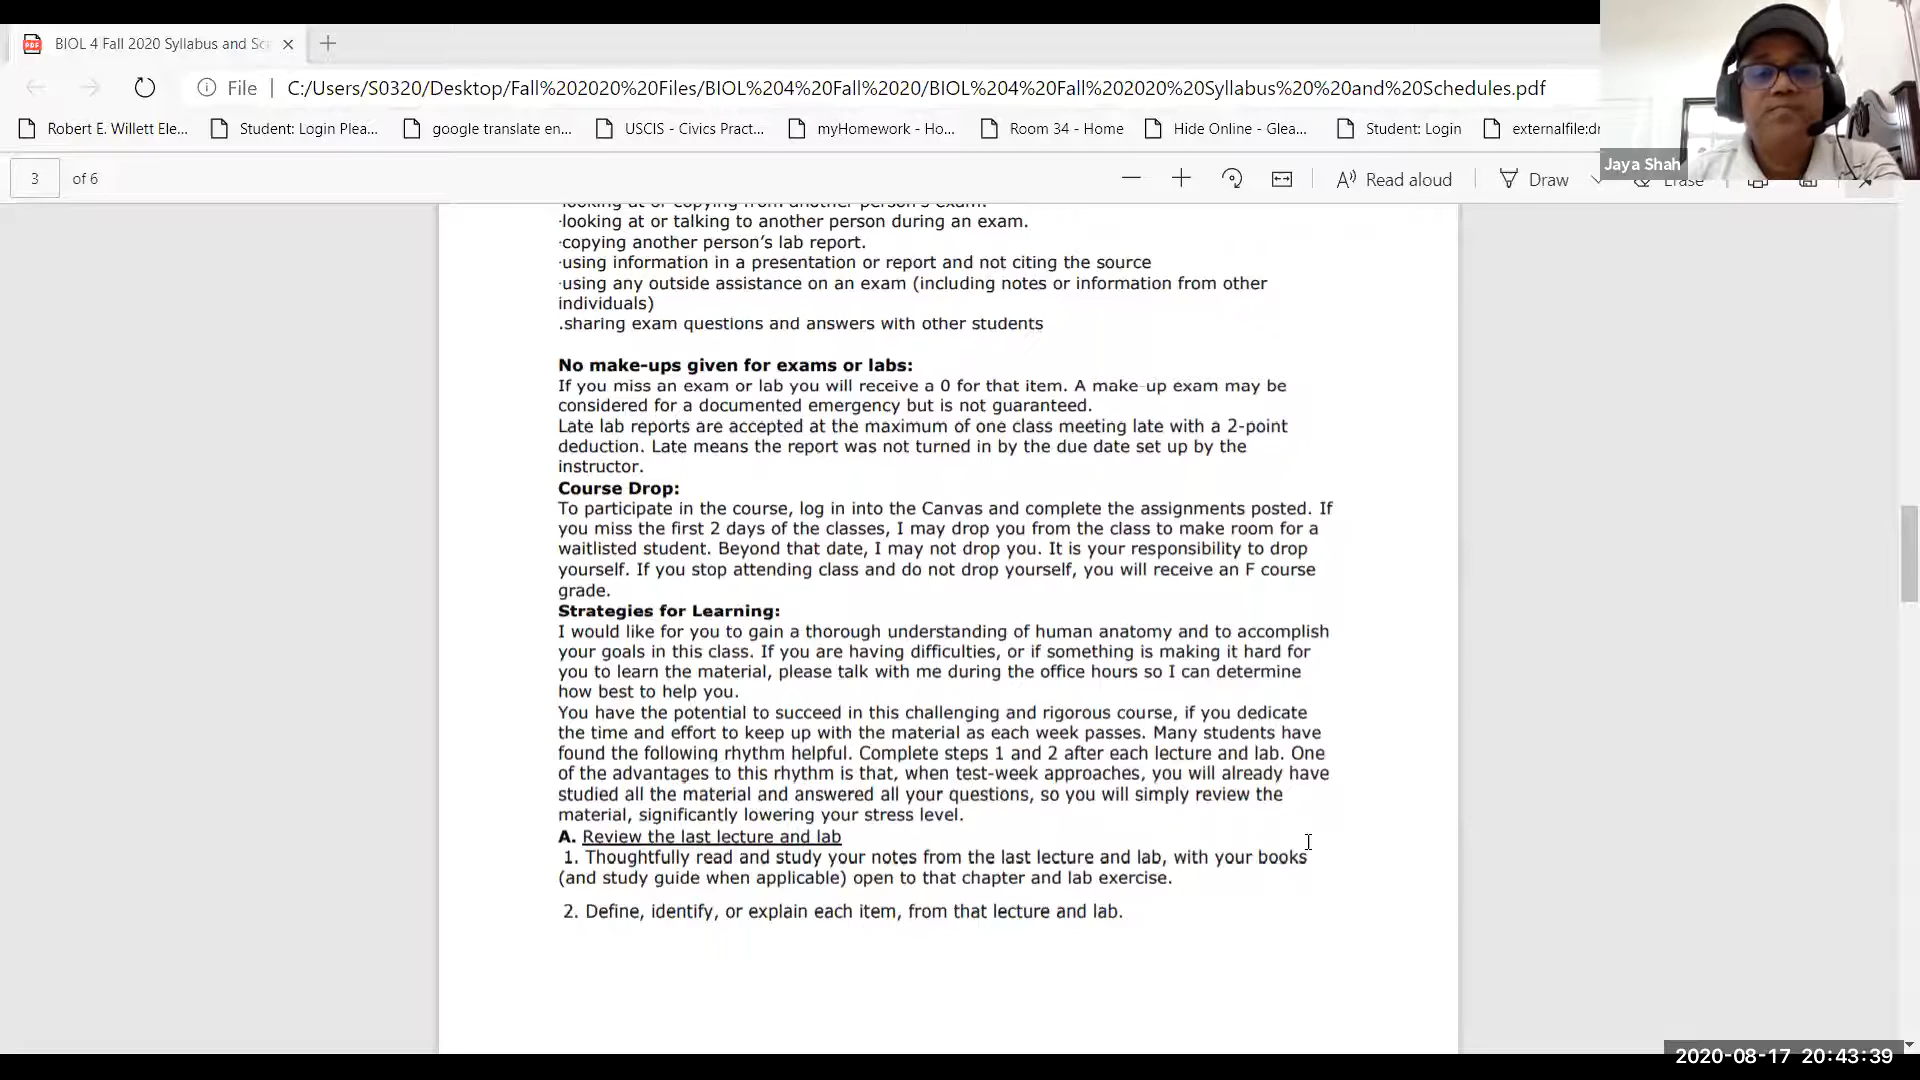 BIOL 4 Fall 2020 Syllabus and Sc
File
C:/Users/S0320/Desktop/Fall%202020%20Files/BIOL%204%20Fall%2020/BIOL%204%20Fall%202020%20Syllabus%20%20and%20Schedules.pdf
Robert E. Willett Ele... Student: Login Plea... google translate en... USCIS - Civics Pract... myHomework - Ho... Room 34 - Home Hide Online - Glea... Student: Login externalfile:dr
Jaya Shah
3 of 6 Read aloud Draw Erase
·looking at or copying from another person's exam.
·looking at or talking to another person during an exam.
·copying another person’s lab report.
·using information in a presentation or report and not citing the source
·using any outside assistance on an exam (including notes or information from other
individuals)
.sharing exam questions and answers with other students
No make-ups given for exams or labs:
If you miss an exam or lab you will receive a 0 for that item. A make-up exam may be
considered for a documented emergency but is not guaranteed.
Late lab reports are accepted at the maximum of one class meeting late with a 2-point
deduction. Late means the report was not turned in by the due date set up by the
instructor.
Course Drop:
To participate in the course, log in into the Canvas and complete the assignments posted. If
you miss the first 2 days of the classes, I may drop you from the class to make room for a
waitlisted student. Beyond that date, I may not drop you. It is your responsibility to drop
yourself. If you stop attending class and do not drop yourself, you will receive an F course
grade.
Strategies for Learning:
I would like for you to gain a thorough understanding of human anatomy and to accomplish
your goals in this class. If you are having difficulties, or if something is making it hard for
you to learn the material, please talk with me during the office hours so I can determine
how best to help you.
You have the potential to succeed in this challenging and rigorous course, if you dedicate
the time and effort to keep up with the material as each week passes. Many students have
found the following rhythm helpful. Complete steps 1 and 2 after each lecture and lab. One
of the advantages to this rhythm is that, when test-week approaches, you will already have
studied all the material and answered all your questions, so you will simply review the
material, significantly lowering your stress level.
A. Review the last lecture and lab
1. Thoughtfully read and study your notes from the last lecture and lab, with your books
(and study guide when applicable) open to that chapter and lab exercise.
2. Define, identify, or explain each item, from that lecture and lab.
2020-08-17 20:43:39